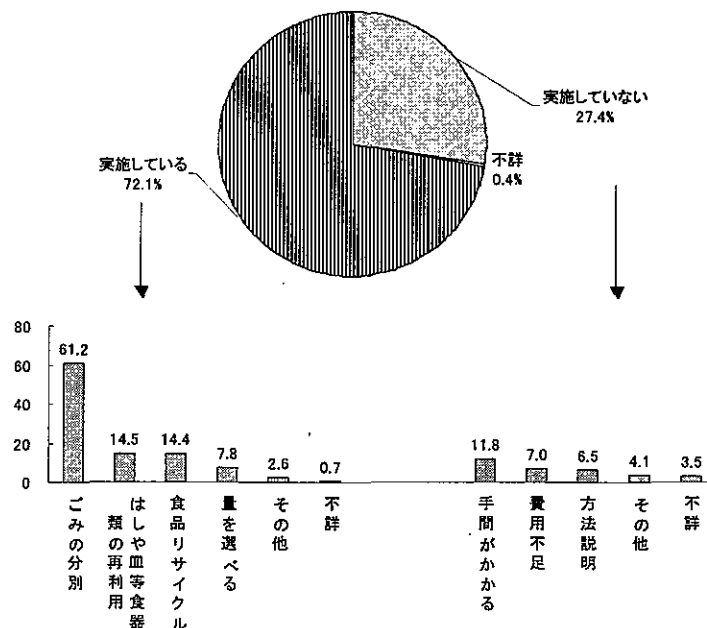 実施していない
27.4%
不詳
0.4%
実施している
72.1%
80
60
40
20
0
61.2
14.5
14.4
7.8
2.6
0.7
11.8
7.0
6.5
4.1
3.5
ごみの分別
はしや皿等食器
類の再利用
食品リサイクル
量を選べる
その他
不詳
手間がかかる
費用不足
方法説明
その他
不詳